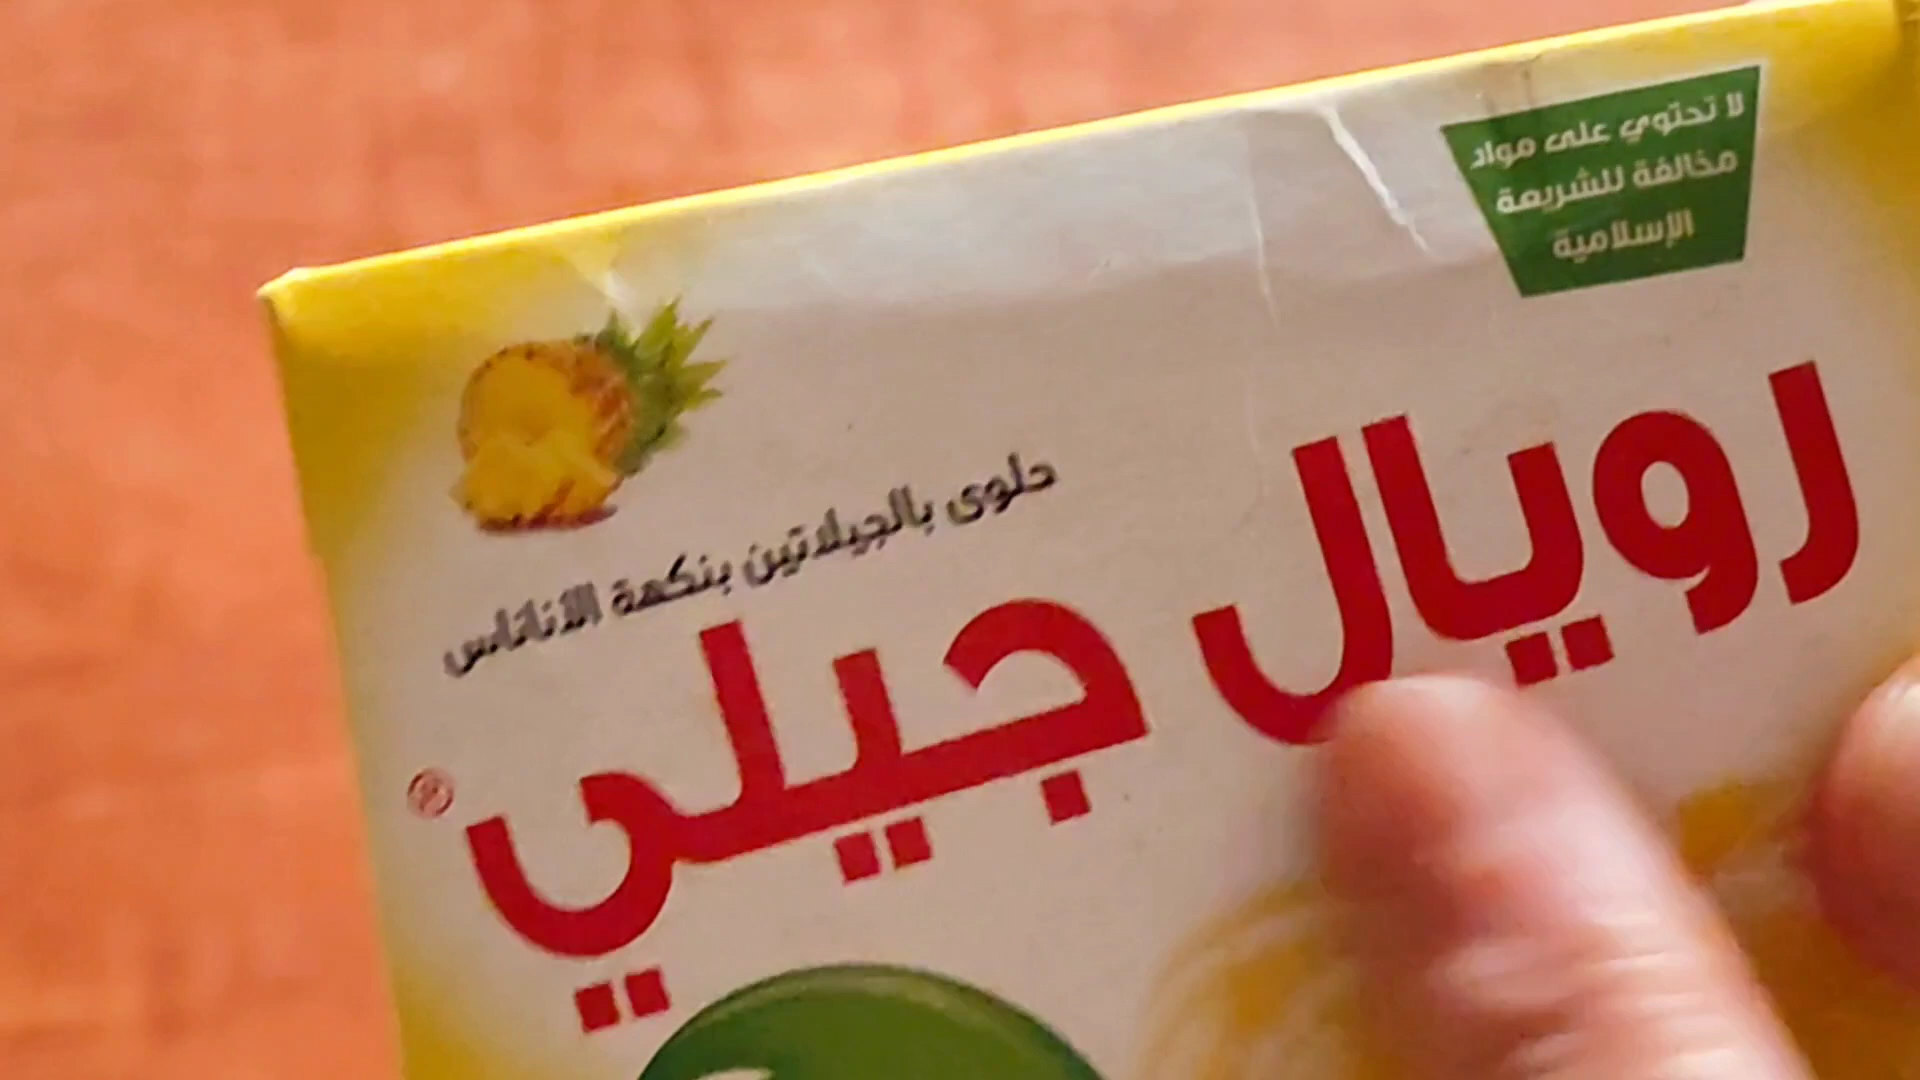 لا تحتوي على مواد
مخالفة للشريعة
الإسلامية
حلوى بالجيلاتين بنكهة الأناناس
رويال جيلي®